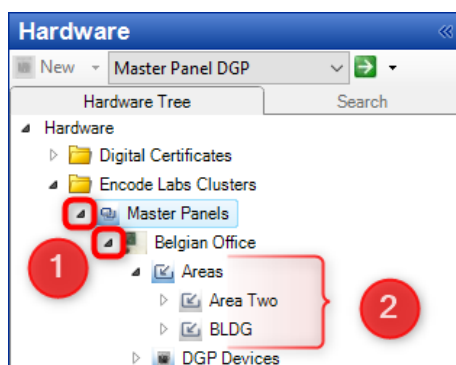 Hardware
New Master Panel DGP
Hardware Tree Search
Hardware
Digital Certificates
Encode Labs Clusters
Master Panels
1
Belgian Office
Areas
Area Two
2
BLDG
DGP Devices